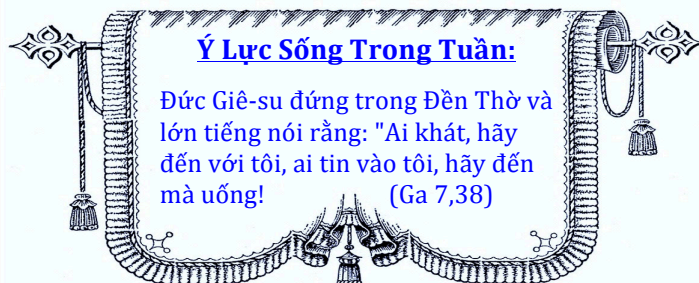 Ý Lực Sống Trong Tuần:
Đức Giê-su đứng trong Đền Thờ và
lớn tiếng nói rằng: "Ai khát, hãy
đến với tôi, ai tin vào tôi, hãy đến
mà uống! (Ga 7,38)